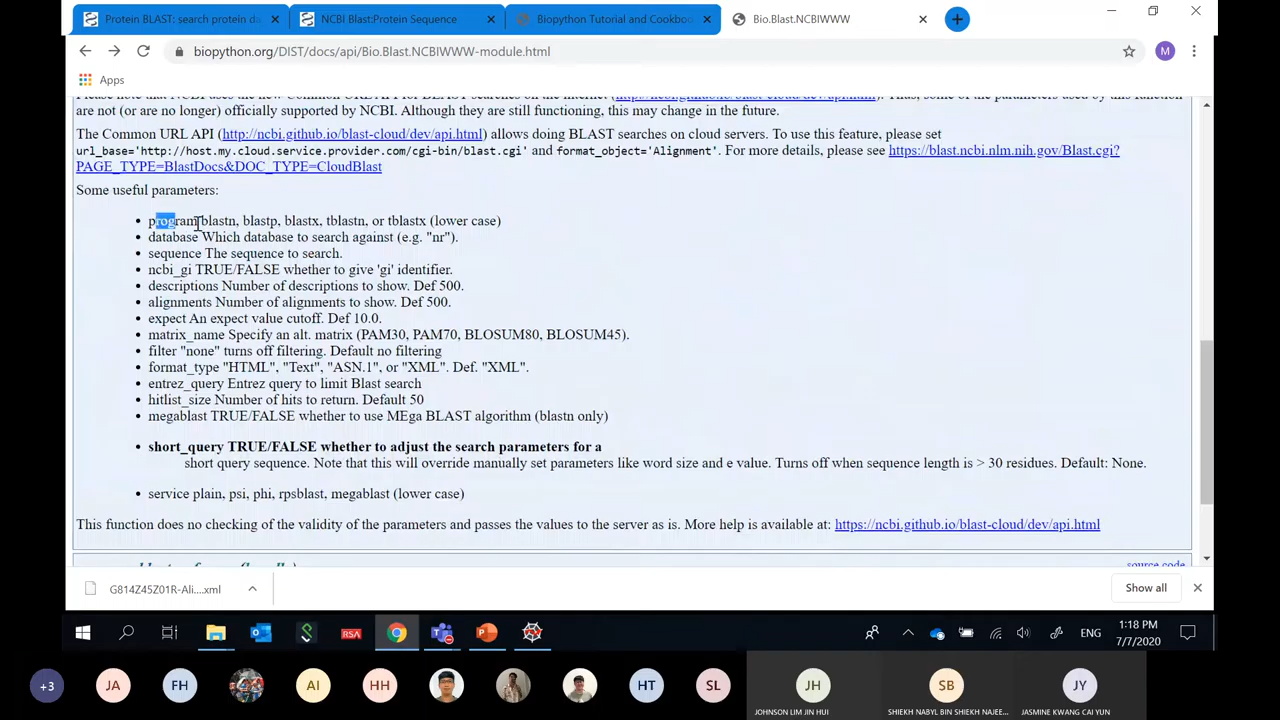 Protein BLAST: search protein da
NCBI Blast:Protein Sequence
Biopython Tutorial and Cookboo
Bio.Blast.NCBIWWW
biopython.org/DIST/docs/api/Bio.Blast.NCBIWWW-module.html
M
Apps
are not (or are no longer) officially supported by NCBI. Although they are still functioning, this may change in the future.
The Common URL API (http://ncbi.github.io/blast-cloud/dev/api.html) allows doing BLAST searches on cloud servers. To use this feature, please set
url_base='http://host.my.cloud.service.provider.com/cgi-bin/blast.cgi' and format_object='Alignment'. For more details, please see https://blast.ncbi.nlm.nih.gov/Blast.cgi?
PAGE_TYPE=BlastDocs&DOC_TYPE=CloudBlast
Some useful parameters:
• program blastn, blastp, blastx, tblastn, or tblastx (lower case)
• database Which database to search against (e.g. "nr").
• sequence The sequence to search.
• ncbi_gi TRUE/FALSE whether to give 'gi' identifier.
• descriptions Number of descriptions to show. Def 500.
• alignments Number of alignments to show. Def 500.
• expect An expect value cutoff. Def 10.0.
• matrix_name Specify an alt. matrix (PAM30, PAM70, BLOSUM80, BLOSUM45).
• filter "none" turns off filtering. Default no filtering
• format_type "HTML", "Text", "ASN.1", or "XML". Def. "XML".
• entrez_query Entrez query to limit Blast search
• hitlist_size Number of hits to return. Default 50
• megablast TRUE/FALSE whether to use MEga BLAST algorithm (blastn only)
• short_query TRUE/FALSE whether to adjust the search parameters for a
short query sequence. Note that this will override manually set parameters like word size and e value. Turns off when sequence length is > 30 residues. Default: None.
• service plain, psi, phi, rpsblast, megablast (lower case)
This function does no checking of the validity of the parameters and passes the values to the server as is. More help is available at: https://ncbi.github.io/blast-cloud/dev/api.html
source code
G814Z45Z01R-Ali....xml
Show all
RSA
ENG
1:18 PM
7/7/2020
+3
JA
FH
AI
HH
HT
SL
JH
SB
JY
JOHNSON LIM JIN HUI
SHIEKH NABYL BIN SHIEKH NAJEE...
JASMINE KWANG CAI YUN